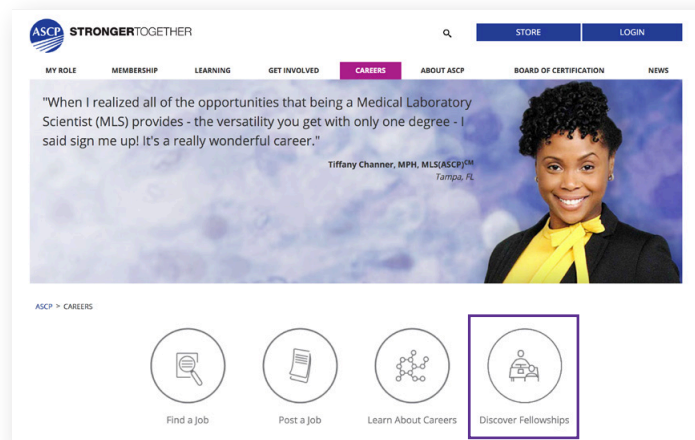 ASCP STRONGERTOGETHER
STORE
LOGIN
MY ROLE
MEMBERSHIP
LEARNING
GET INVOLVED
CAREERS
ABOUT ASCP
BOARD OF CERTIFICATION
NEWS
"When I realized all of the opportunities that being a Medical Laboratory
Scientist (MLS) provides - the versatility you get with only one degree - I
said sign me up! It's a really wonderful career."
Tiffany Channer, MPH, MLS(ASCP)CM
Tampa, FL
ASCP > CAREERS
Find a Job
Post a Job
Learn About Careers
Discover Fellowships